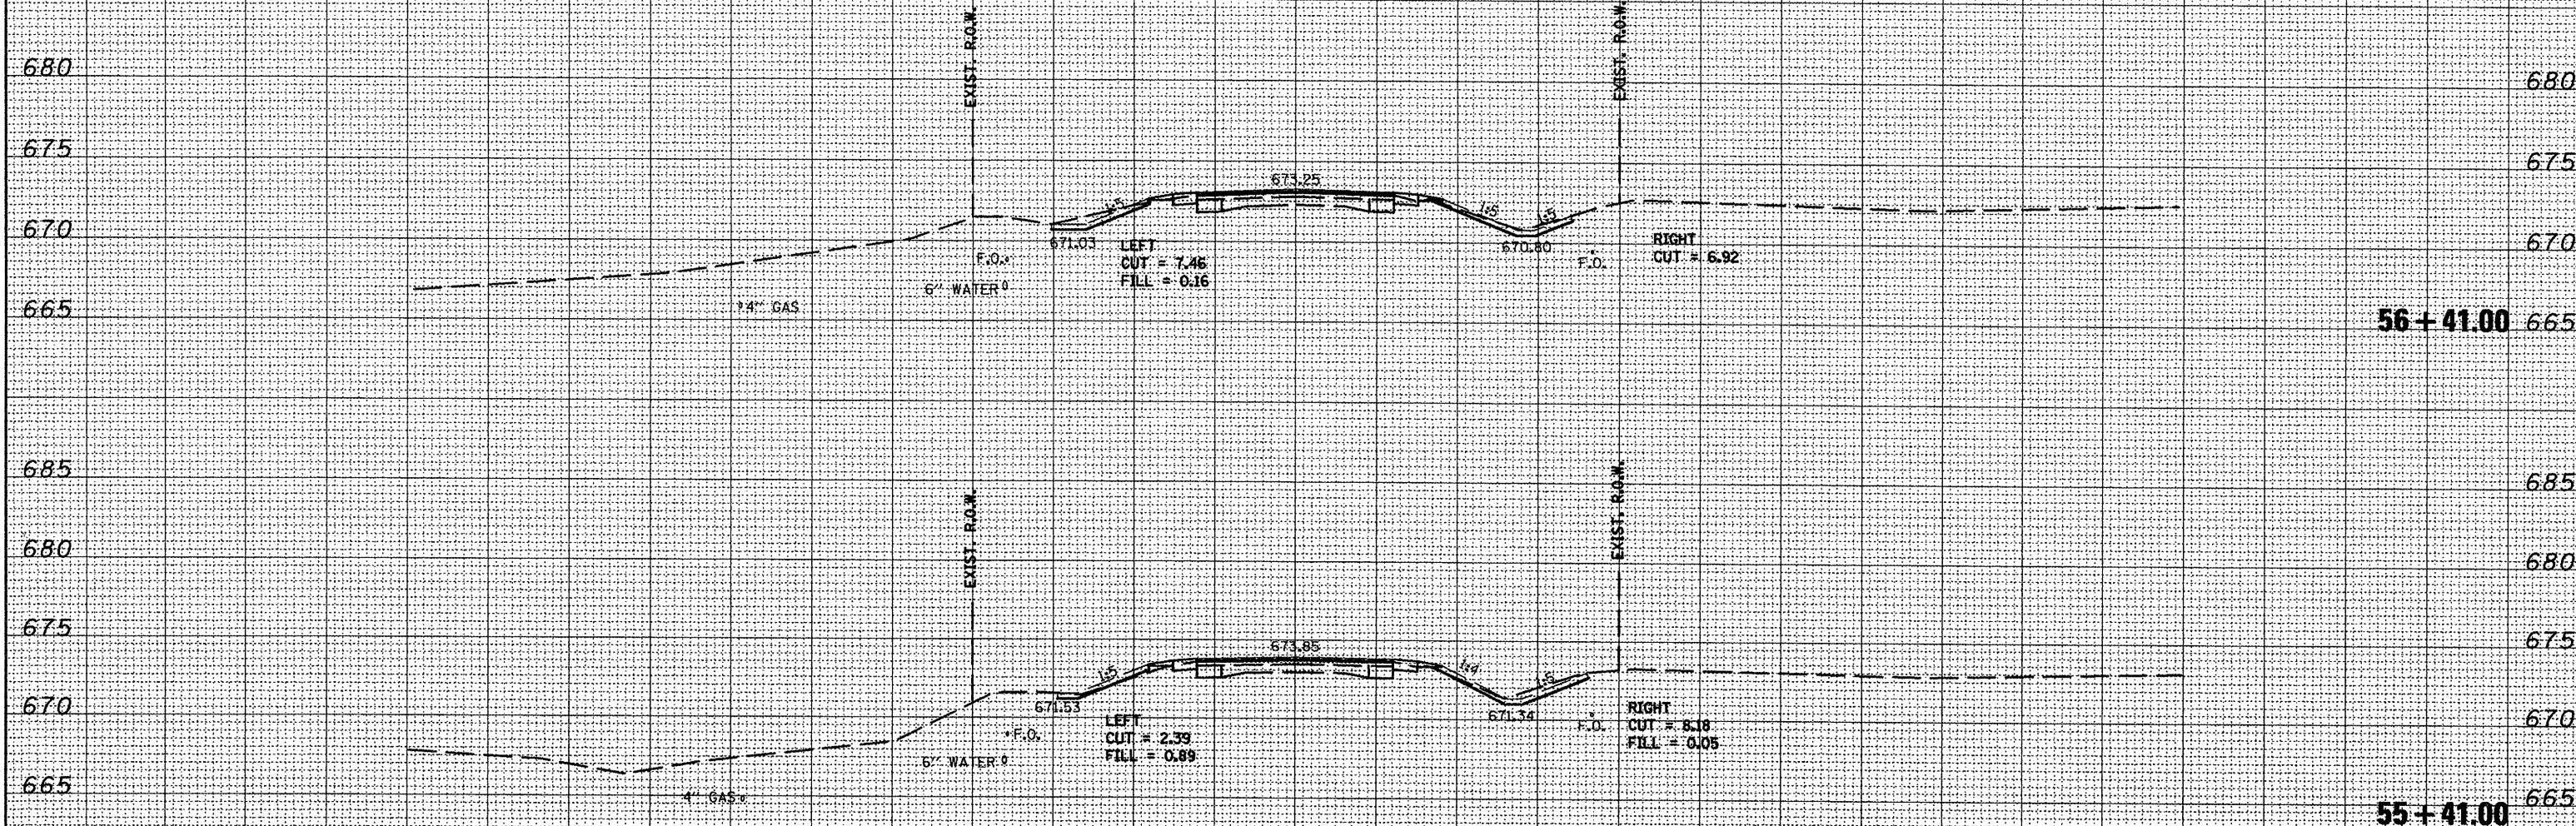 EXIST. R.O.W.
EXIST. R.O.W.
680
680
675
675
673.25
1:5
1:5
1:5
670
670
671.03
670.80
LEFT
CUT = 7.46
FILL = 0.16
RIGHT
CUT = 6.92
F.O.
F.O.
6" WATER
4" GAS
665
56 + 41.00
665
685
685
EXIST. R.O.W.
EXIST. R.O.W.
680
680
675
675
673.85
1:5
1:4
1:5
670
670
671.53
671.34
LEFT
CUT = 2.39
FILL = 0.89
RIGHT
CUT = 8.18
FILL = 0.05
F.O.
F.O.
6" WATER
4" GAS
665
665
55 + 41.00